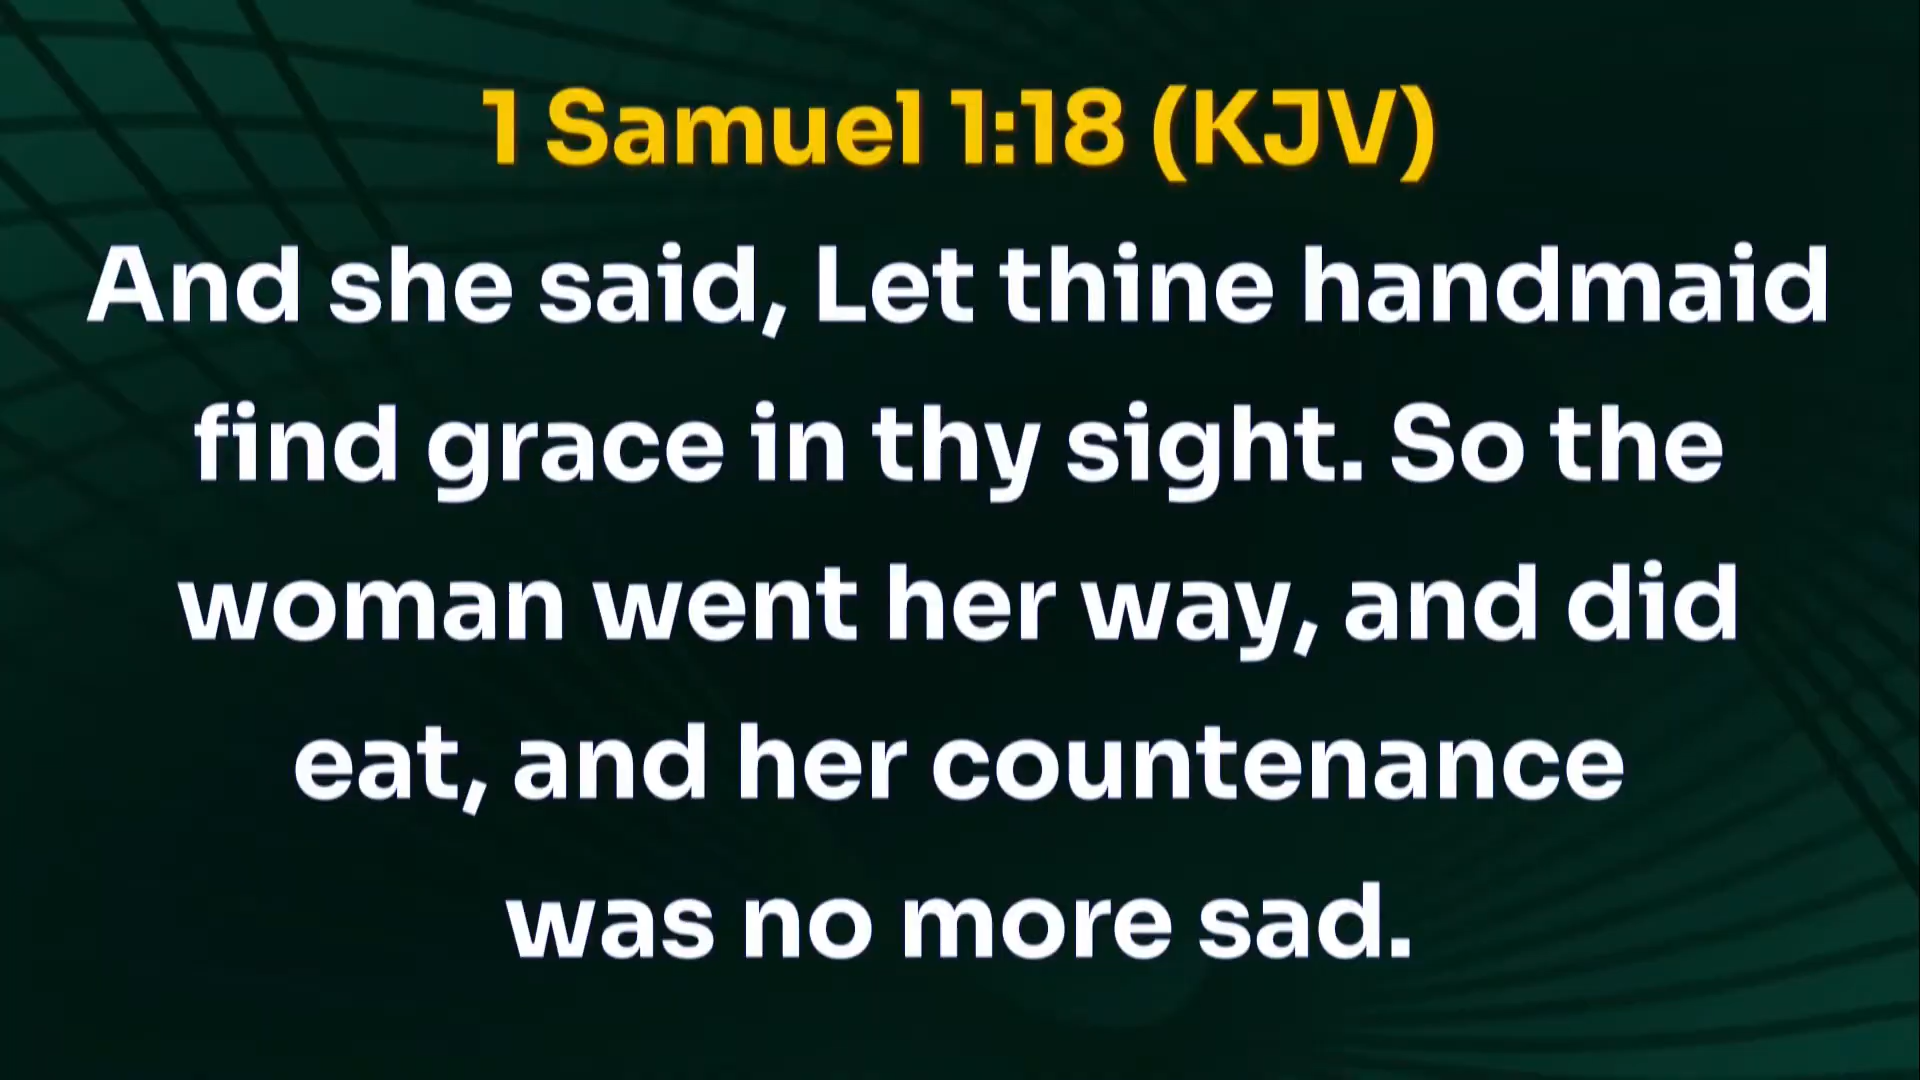 1 Samuel 1:18 (KJV)
And she said, Let thine handmaid
find grace in thy sight. So the
woman went her way, and did
eat, and her countenance
was no more sad.